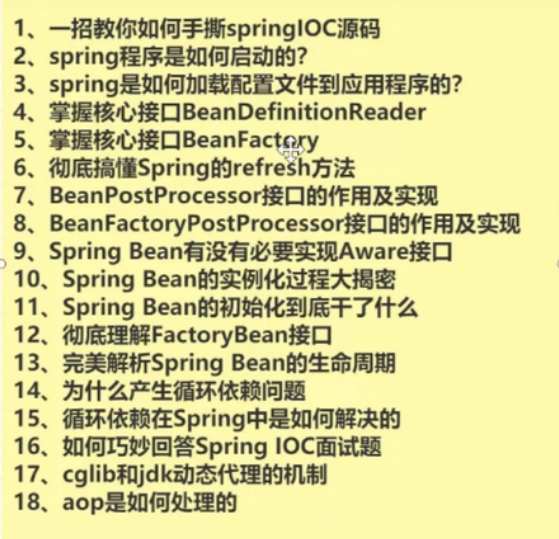 1、一招教你如何手撕springIOC源码
2、spring程序是如何启动的?
3、spring是如何加载配置文件到应用程序的?
4、掌握核心接口BeanDefinitionReader
5、掌握核心接口BeanFactory
6、彻底搞懂Spring的refresh方法
7、BeanPostProcessor接口的作用及实现
8、BeanFactoryPostProcessor接口的作用及实现
9、Spring Bean有没有必要实现Aware接口
10、Spring Bean的实例化过程大揭密
11、Spring Bean的初始化到底干了什么
12、彻底理解FactoryBean接口
13、完美解析Spring Bean的生命周期
14、为什么产生循环依赖问题
15、循环依赖在Spring中是如何解决的
16、如何巧妙回答Spring IOC面试题
17、cglib和jdk动态代理的机制
18、aop是如何处理的